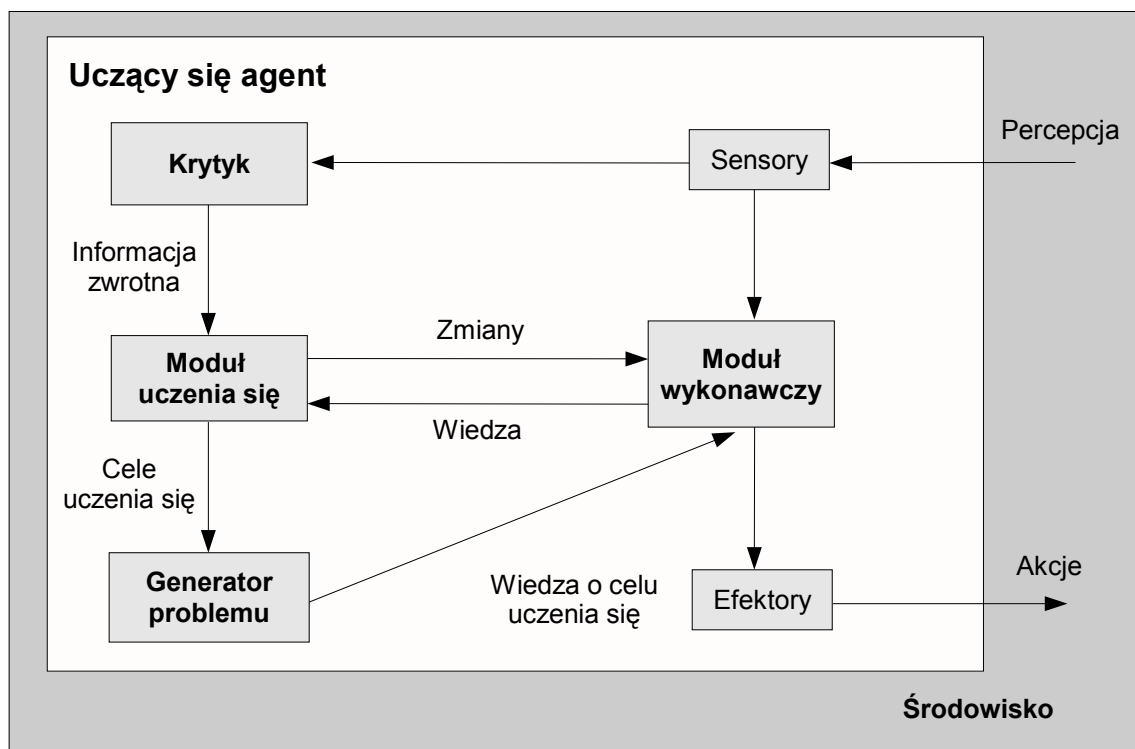 Uczący się agent
Percepcja
Krytyk
Sensory
Informacja
zwrotna
Zmiany
Moduł
uczenia się
Moduł
wykonawczy
Wiedza
Cele
uczenia się
Generator
problemu
Wiedza o celu
uczenia się
Efektory
Akcje
Środowisko